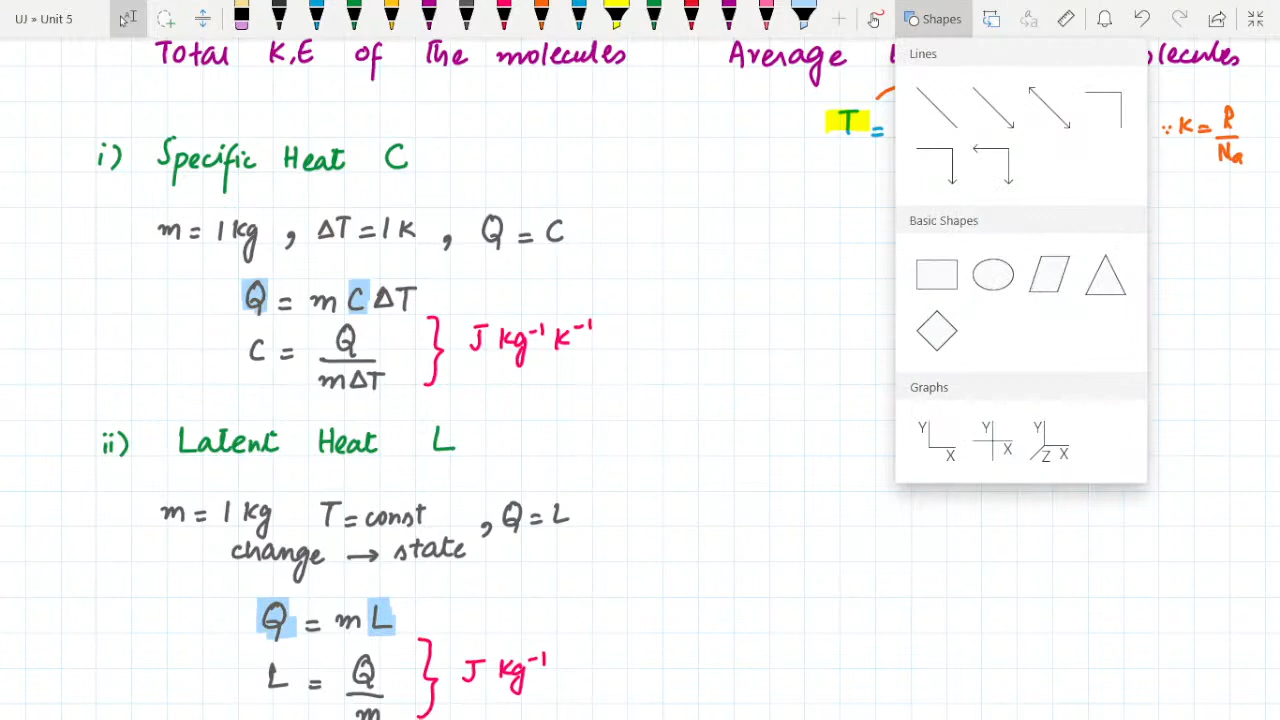 UJ » Unit 5
Shapes
Total K.E of The molecules Average
Lines
T =
∵ K = R/Na
i) Specific Heat C
m = 1 kg , ΔT = 1 K , Q = C
Basic Shapes
Q = m C ΔT
C = Q/mΔT } J kg⁻¹ K⁻¹
Graphs
Y X Y X Y Z X
ii) Latent Heat L
m = 1 kg T = const , Q = L
change → state
Q = m L
L = Q/m } J kg⁻¹